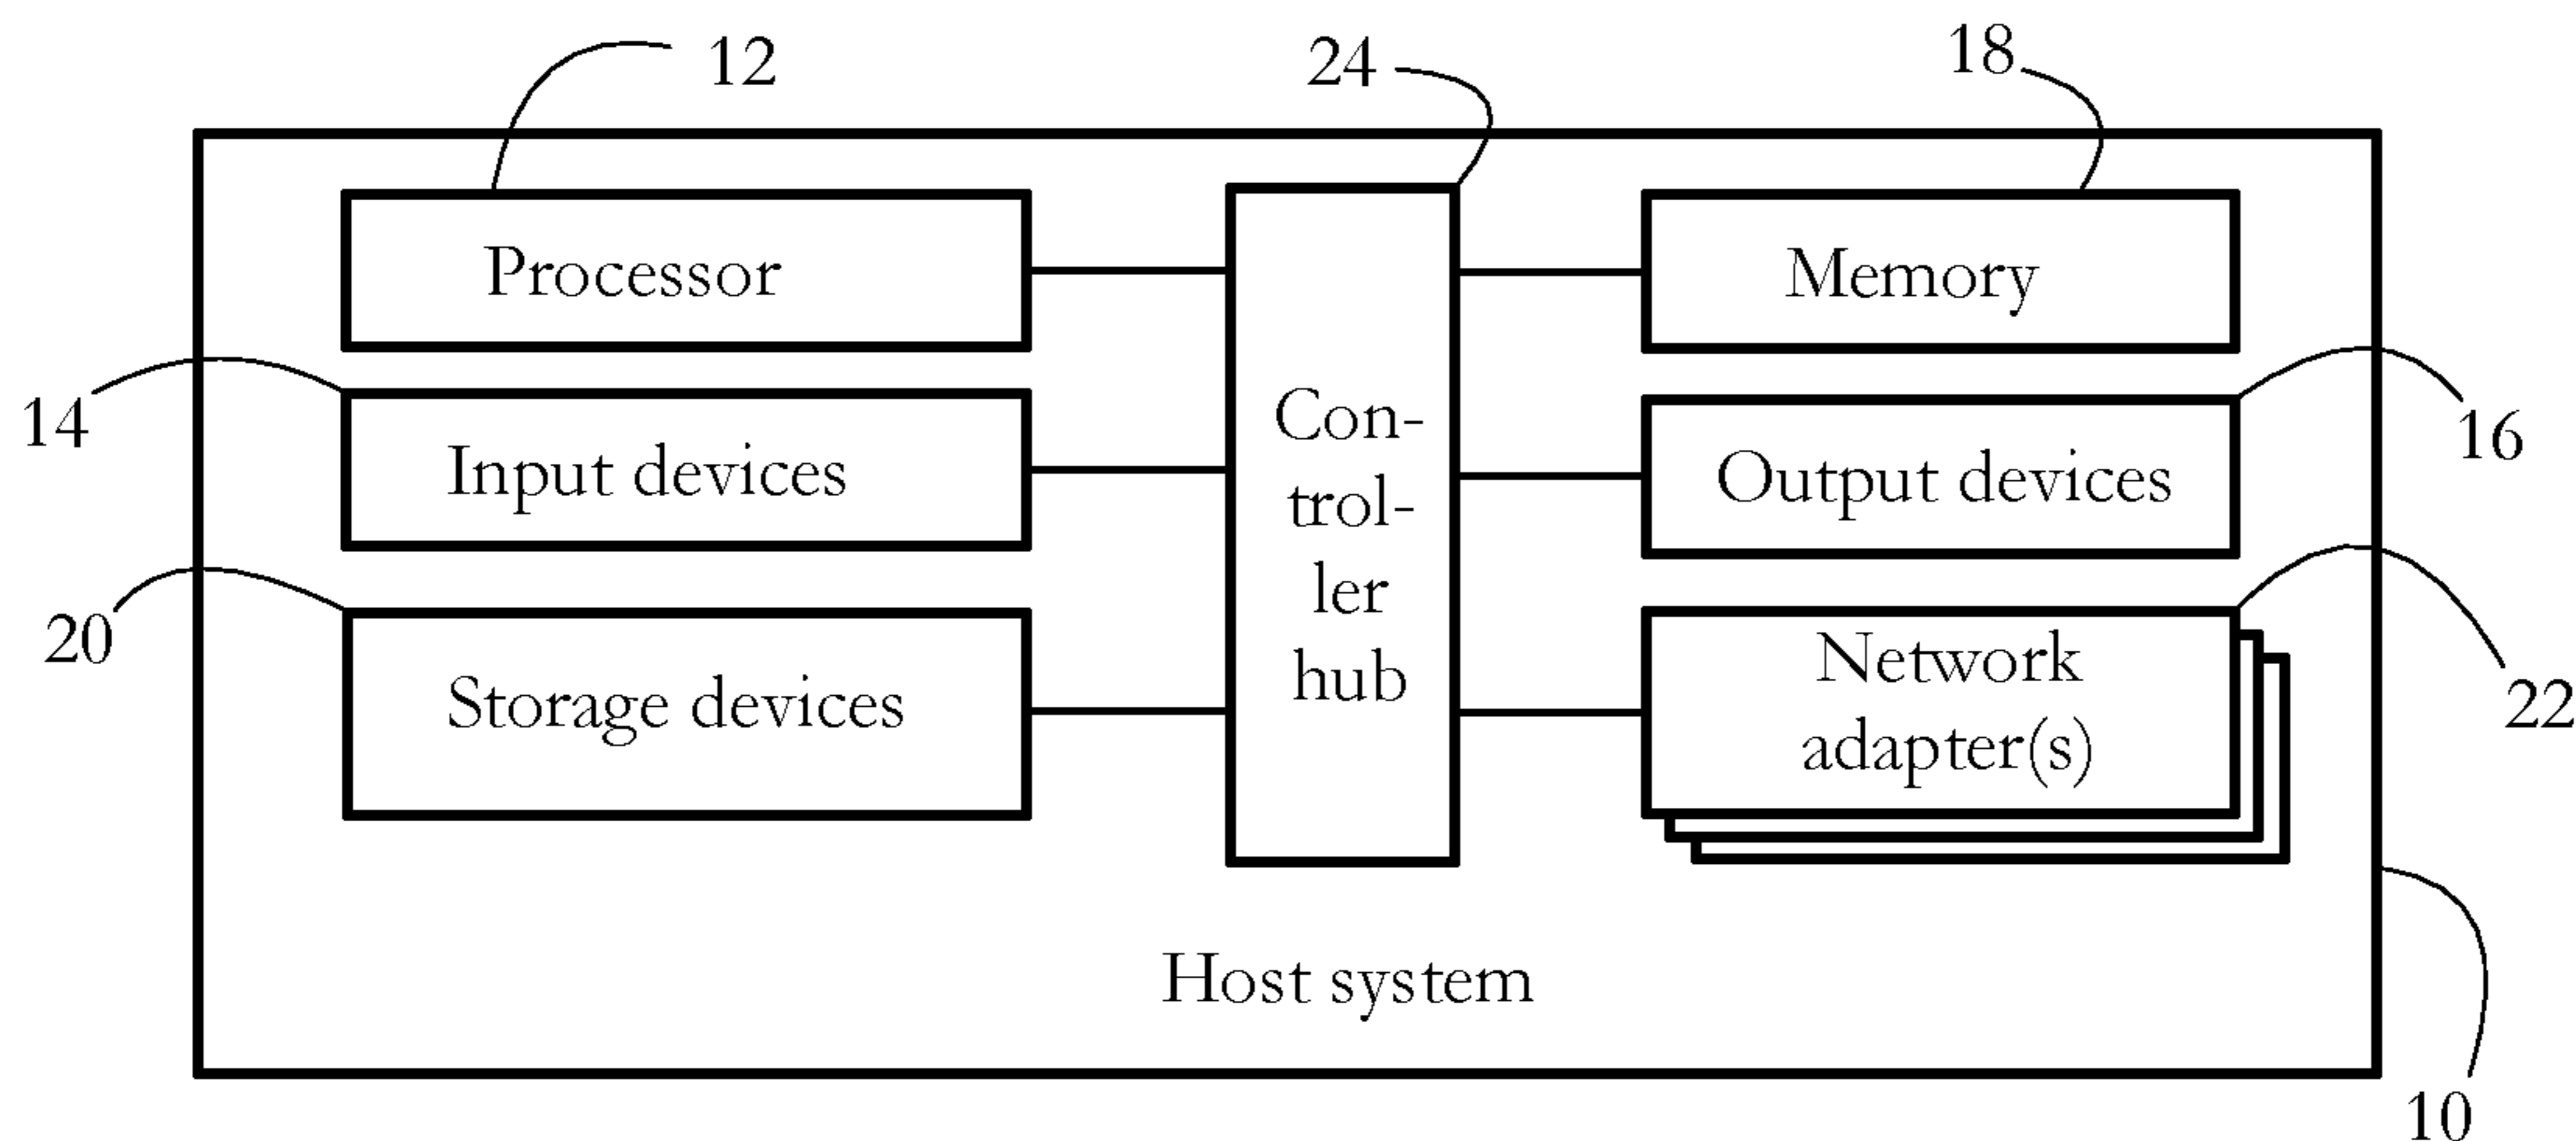 12
24
18
Processor
Memory
14
Input devices
Con-
trol-
ler
hub
Output devices
16
20
Storage devices
Network
adapter(s)
22
Host system
10